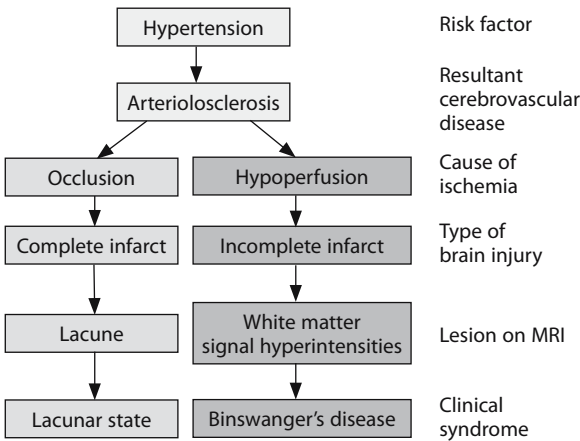 Hypertension
Risk factor
Arteriolosclerosis
Resultant
cerebrovascular
disease
Occlusion
Hypoperfusion
Cause of
ischemia
Complete infarct
Incomplete infarct
Type of
brain injury
Lacune
White matter
signal hyperintensities
Lesion on MRI
Lacunar state
Binswanger's disease
Clinical
syndrome